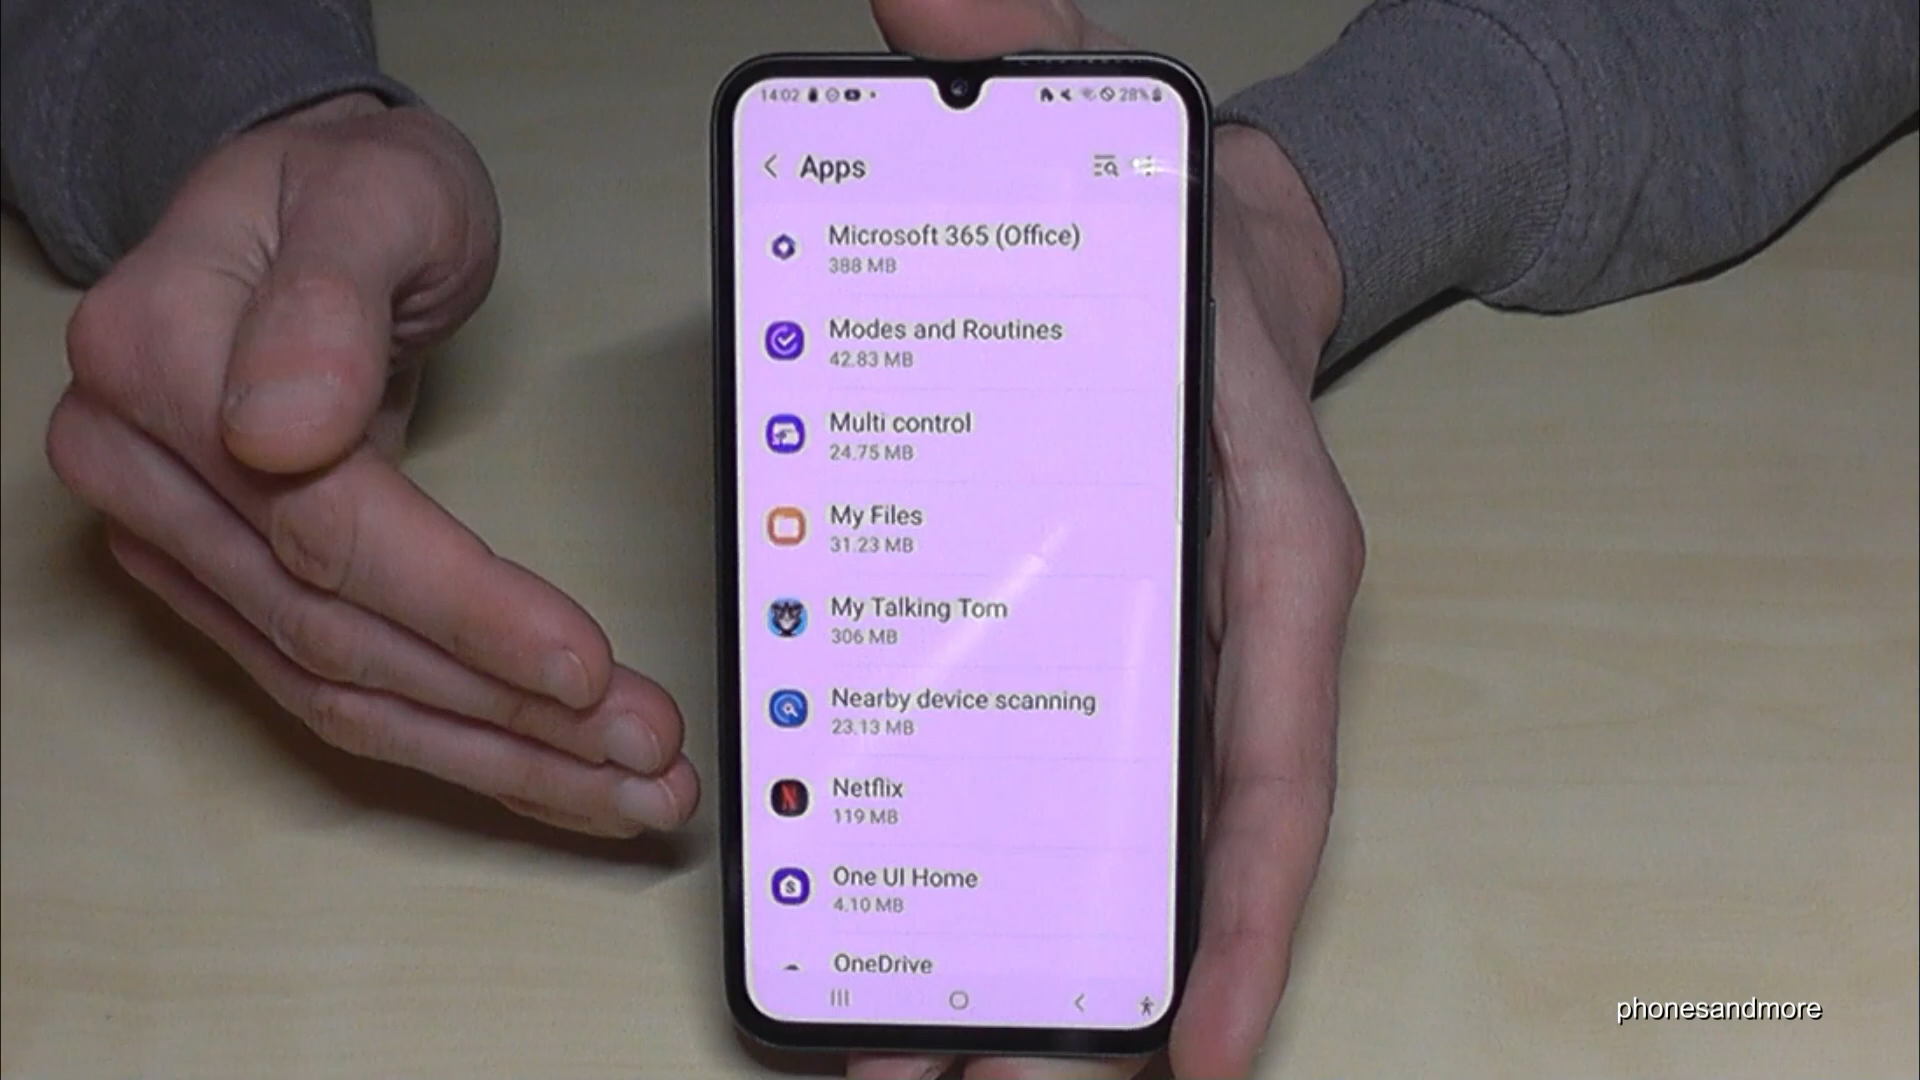 14:02 28%
Apps
Microsoft 365 (Office)
388 MB
Modes and Routines
42.83 MB
Multi control
24.75 MB
My Files
31.23 MB
My Talking Tom
306 MB
Nearby device scanning
23.13 MB
Netflix
119 MB
One UI Home
4.10 MB
OneDrive
phonesandmore